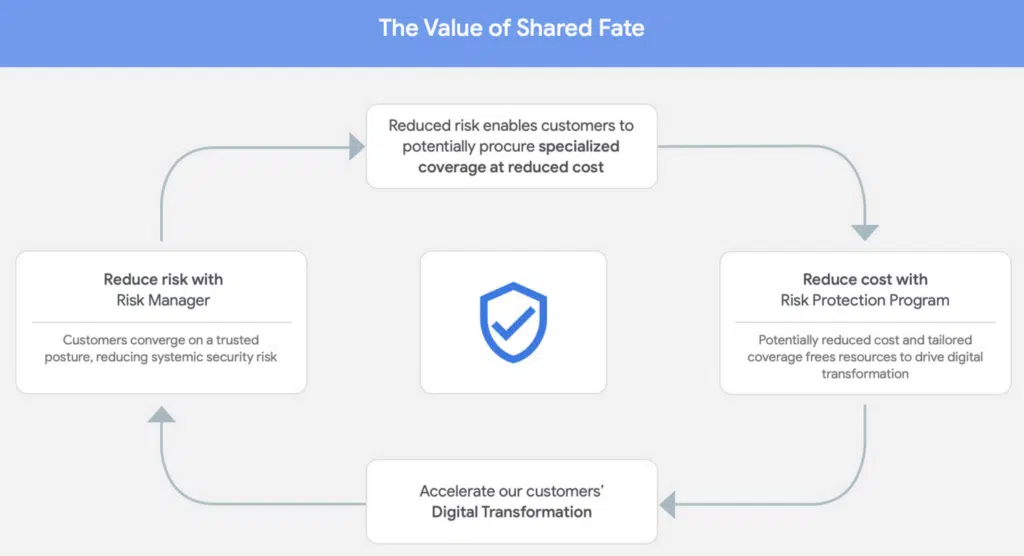 The Value of Shared Fate
Reduced risk enables customers to
potentially procure specialized
coverage at reduced cost
Reduce risk with
Risk Manager
Customers converge on a trusted
posture, reducing systemic security risk
Reduce cost with
Risk Protection Program
Potentially reduced cost and tailored
coverage frees resources to drive digital
transformation
Accelerate our customers’
Digital Transformation